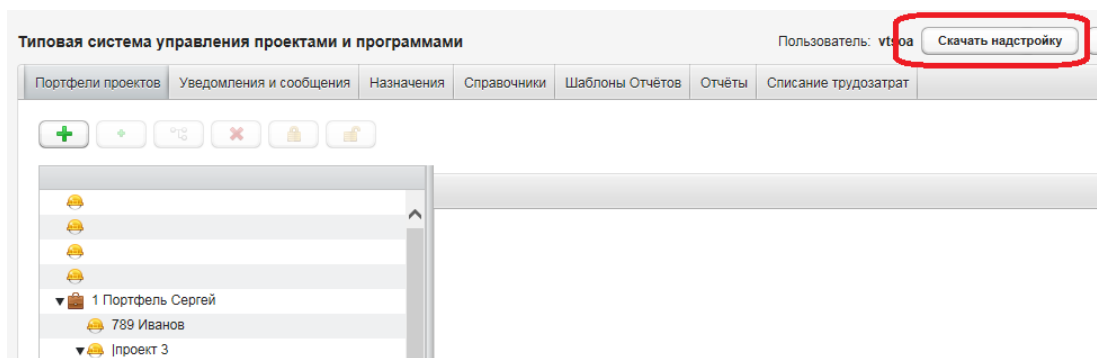 Типовая система управления проектами и программами Пользователь: vtsoa Скачать надстройку
Портфели проектов Уведомления и сообщения Назначения Справочники Шаблоны Отчётов Отчёты Списание трудозатрат
1 Портфель Сергей
789 Иванов
|проект 3